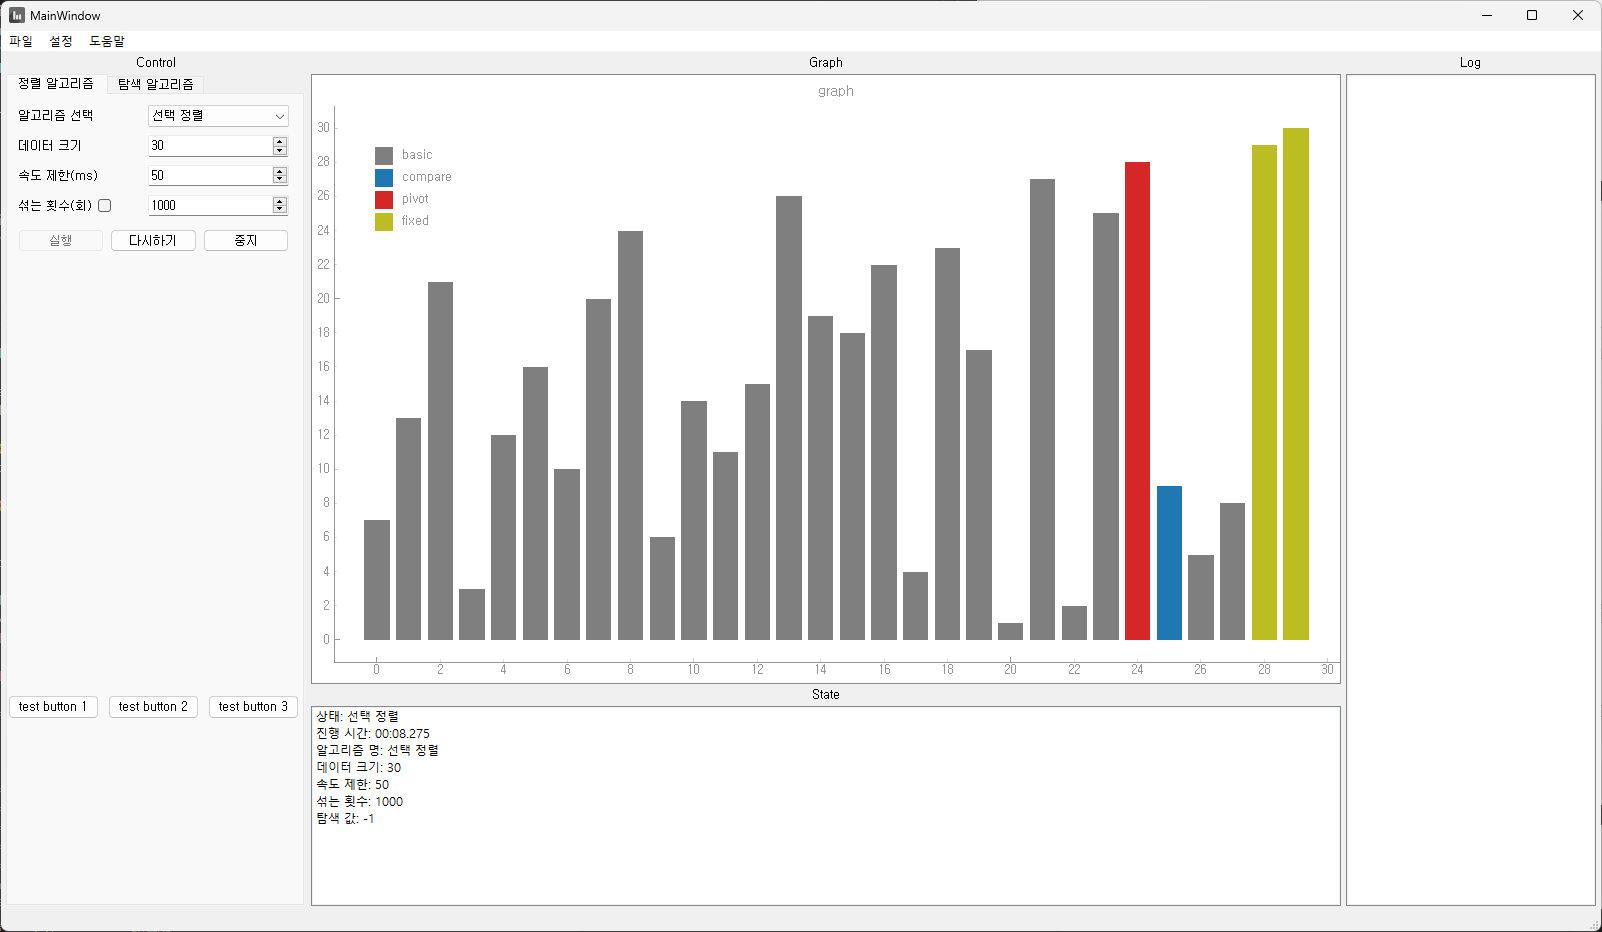 MainWindow
파일 설정 도움말
Control
정렬 알고리즘 탐색 알고리즘
알고리즘 선택 선택 정렬
데이터 크기 30
속도 제한(ms) 50
섞는 횟수(회) 1000
실행 다시하기 중지
test button 1 test button 2 test button 3
Graph
graph
30
28
26
24
22
20
18
16
14
12
10
8
6
4
2
0
basic
compare
pivot
fixed
0 2 4 6 8 10 12 14 16 18 20 22 24 26 28 30
State
상태: 선택 정렬
진행 시간: 00:08.275
알고리즘 명: 선택 정렬
데이터 크기: 30
속도 제한: 50
섞는 횟수: 1000
탐색 값: -1
Log